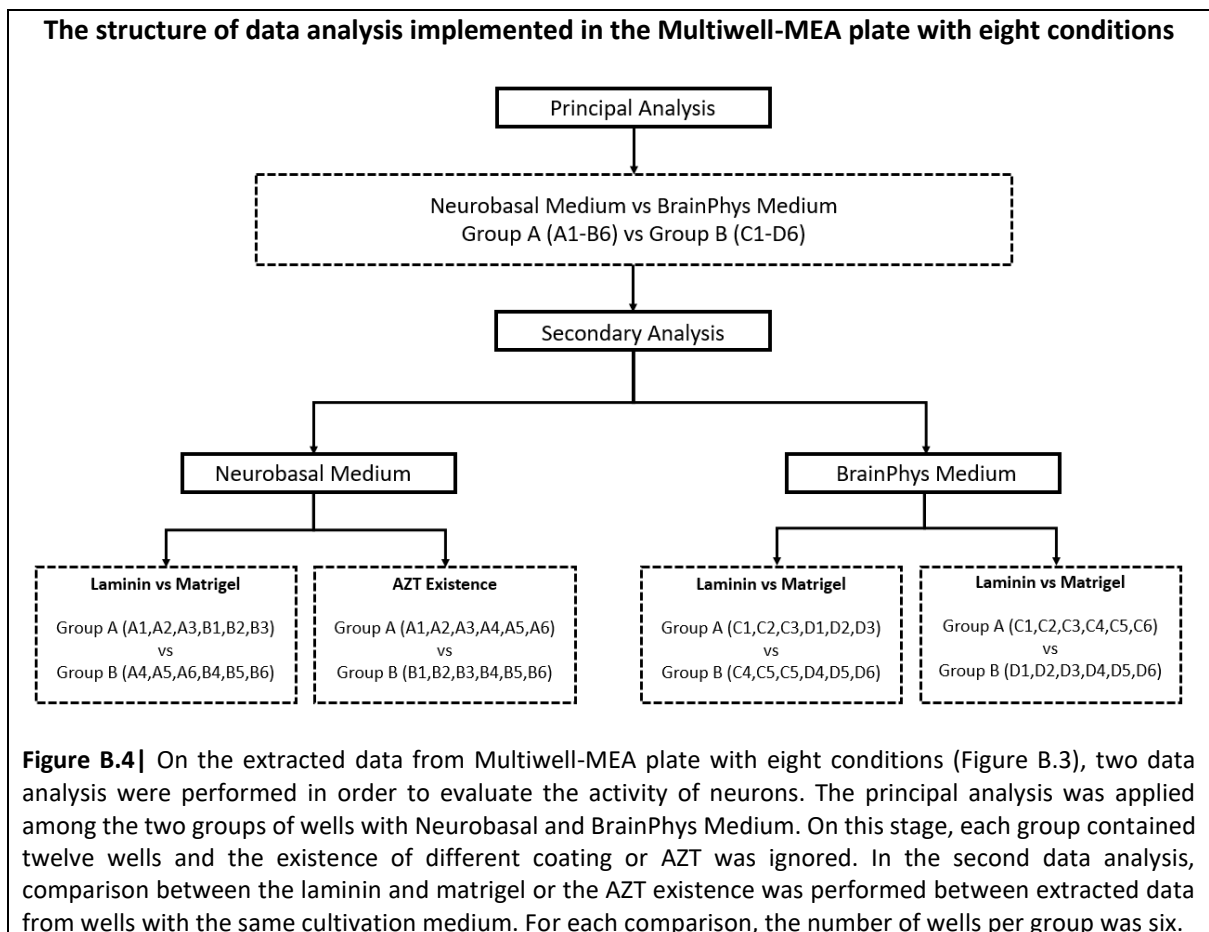 The structure of data analysis implemented in the Multiwell-MEA plate with eight conditions
Principal Analysis
Neurobasal Medium vs BrainPhys Medium
Group A (A1-B6) vs Group B (C1-D6)
Secondary Analysis
Neurobasal Medium
BrainPhys Medium
Laminin vs Matrigel
Group A (A1,A2,A3,B1,B2,B3)
vs
Group B (A4,A5,A6,B4,B5,B6)
AZT Existence
Group A (A1,A2,A3,A4,A5,A6)
vs
Group B (B1,B2,B3,B4,B5,B6)
Laminin vs Matrigel
Group A (C1,C2,C3,D1,D2,D3)
vs
Group B (C4,C5,C5,D4,D5,D6)
Laminin vs Matrigel
Group A (C1,C2,C3,C4,C5,C6)
vs
Group B (D1,D2,D3,D4,D5,D6)
Figure B.4| On the extracted data from Multiwell-MEA plate with eight conditions (Figure B.3), two data
analysis were performed in order to evaluate the activity of neurons. The principal analysis was applied
among the two groups of wells with Neurobasal and BrainPhys Medium. On this stage, each group contained
twelve wells and the existence of different coating or AZT was ignored. In the second data analysis,
comparison between the laminin and matrigel or the AZT existence was performed between extracted data
from wells with the same cultivation medium. For each comparison, the number of wells per group was six.